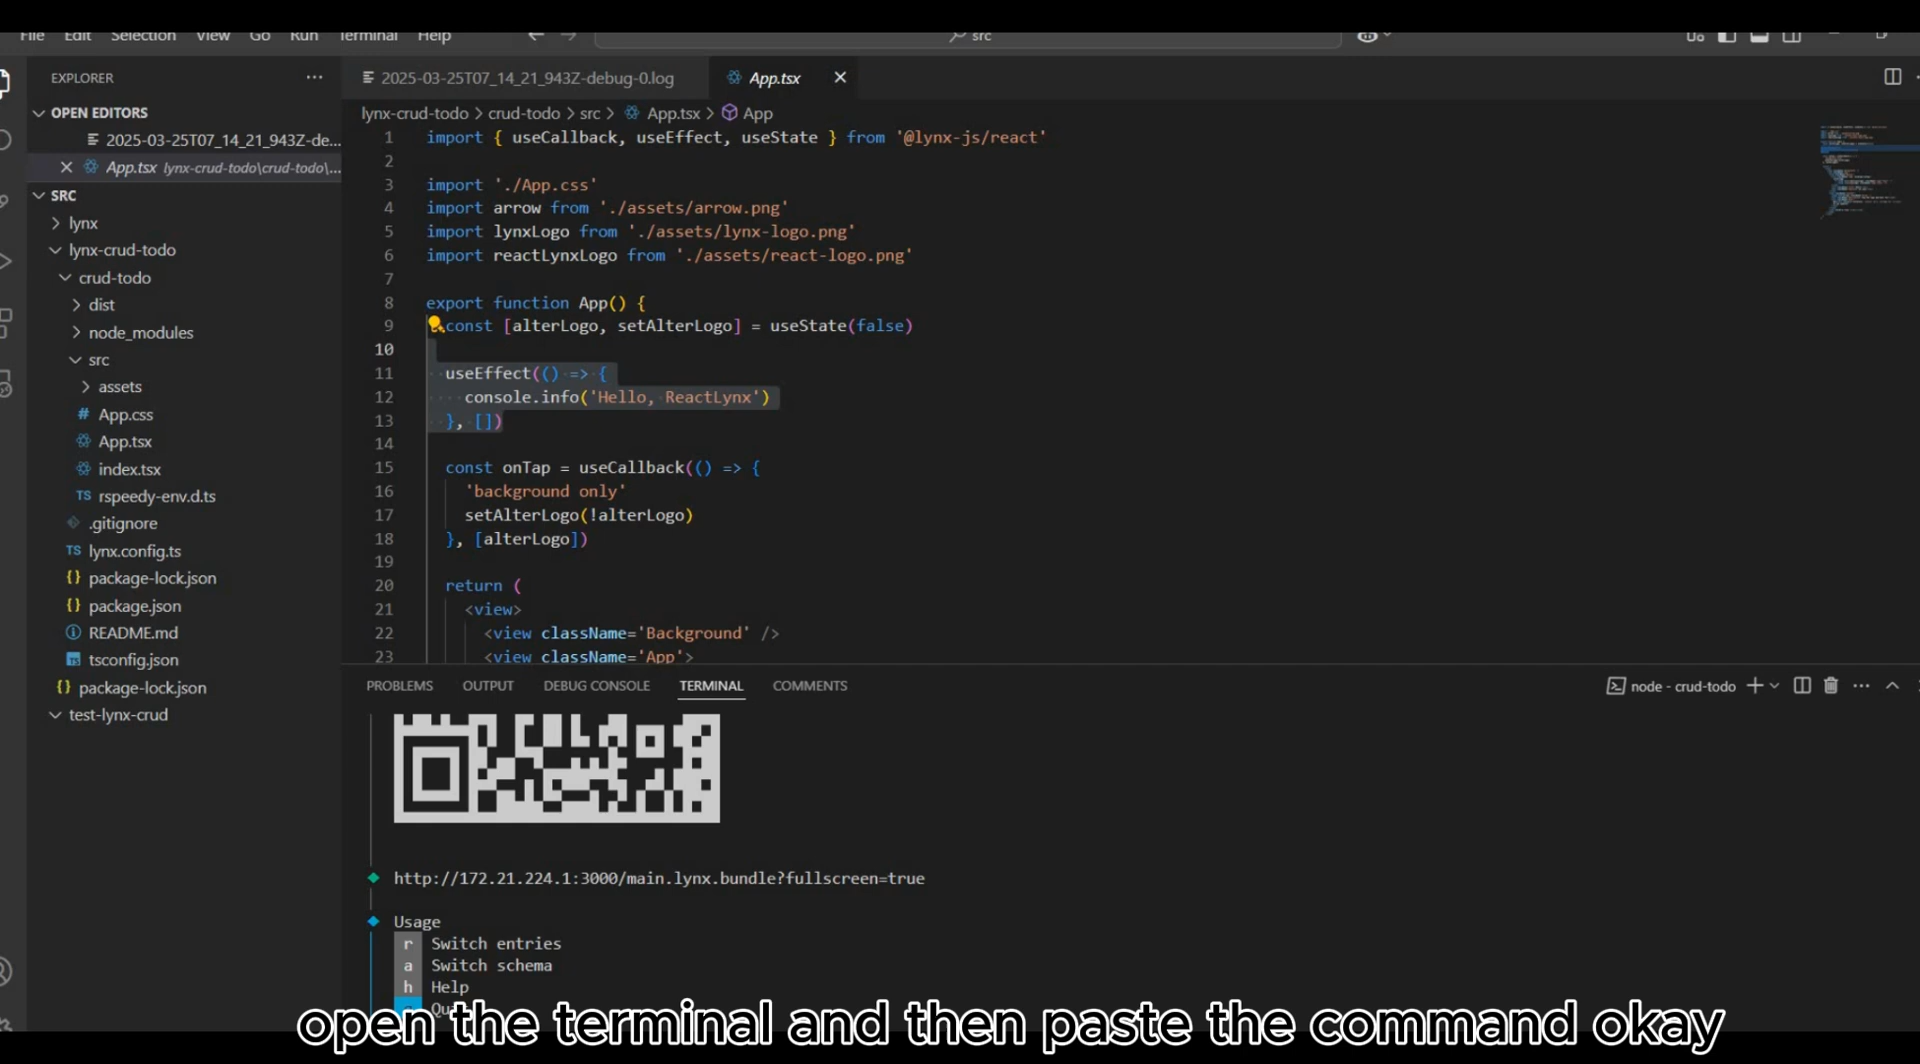 File Edit Selection View Go Run Terminal Help
src
EXPLORER
OPEN EDITORS
2025-03-25T07_14_21_943Z-de...
App.tsx lynx-crud-todo\crud-todo\...
SRC
lynx
lynx-crud-todo
crud-todo
dist
node_modules
src
assets
App.css
App.tsx
index.tsx
TS rspeedy-env.d.ts
.gitignore
TS lynx.config.ts
{} package-lock.json
{} package.json
README.md
tsconfig.json
{} package-lock.json
test-lynx-crud
2025-03-25T07_14_21_943Z-debug-0.log App.tsx
lynx-crud-todo > crud-todo > src > App.tsx > App
1 import { useCallback, useEffect, useState } from '@lynx-js/react'
2
3 import './App.css'
4 import arrow from './assets/arrow.png'
5 import lynxLogo from './assets/lynx-logo.png'
6 import reactLynxLogo from './assets/react-logo.png'
7
8 export function App() {
9 const [alterLogo, setAlterLogo] = useState(false)
10
11 useEffect(() => {
12 console.info('Hello, ReactLynx')
13 }, [])
14
15 const onTap = useCallback(() => {
16 'background only'
17 setAlterLogo(!alterLogo)
18 }, [alterLogo])
19
20 return (
21 <view>
22 <view className='Background' />
23 <view className='App'>
PROBLEMS OUTPUT DEBUG CONSOLE TERMINAL COMMENTS
node - crud-todo
http://172.21.224.1:3000/main.lynx.bundle?fullscreen=true
Usage
r Switch entries
a Switch schema
h Help
open the terminal and then paste the command okay